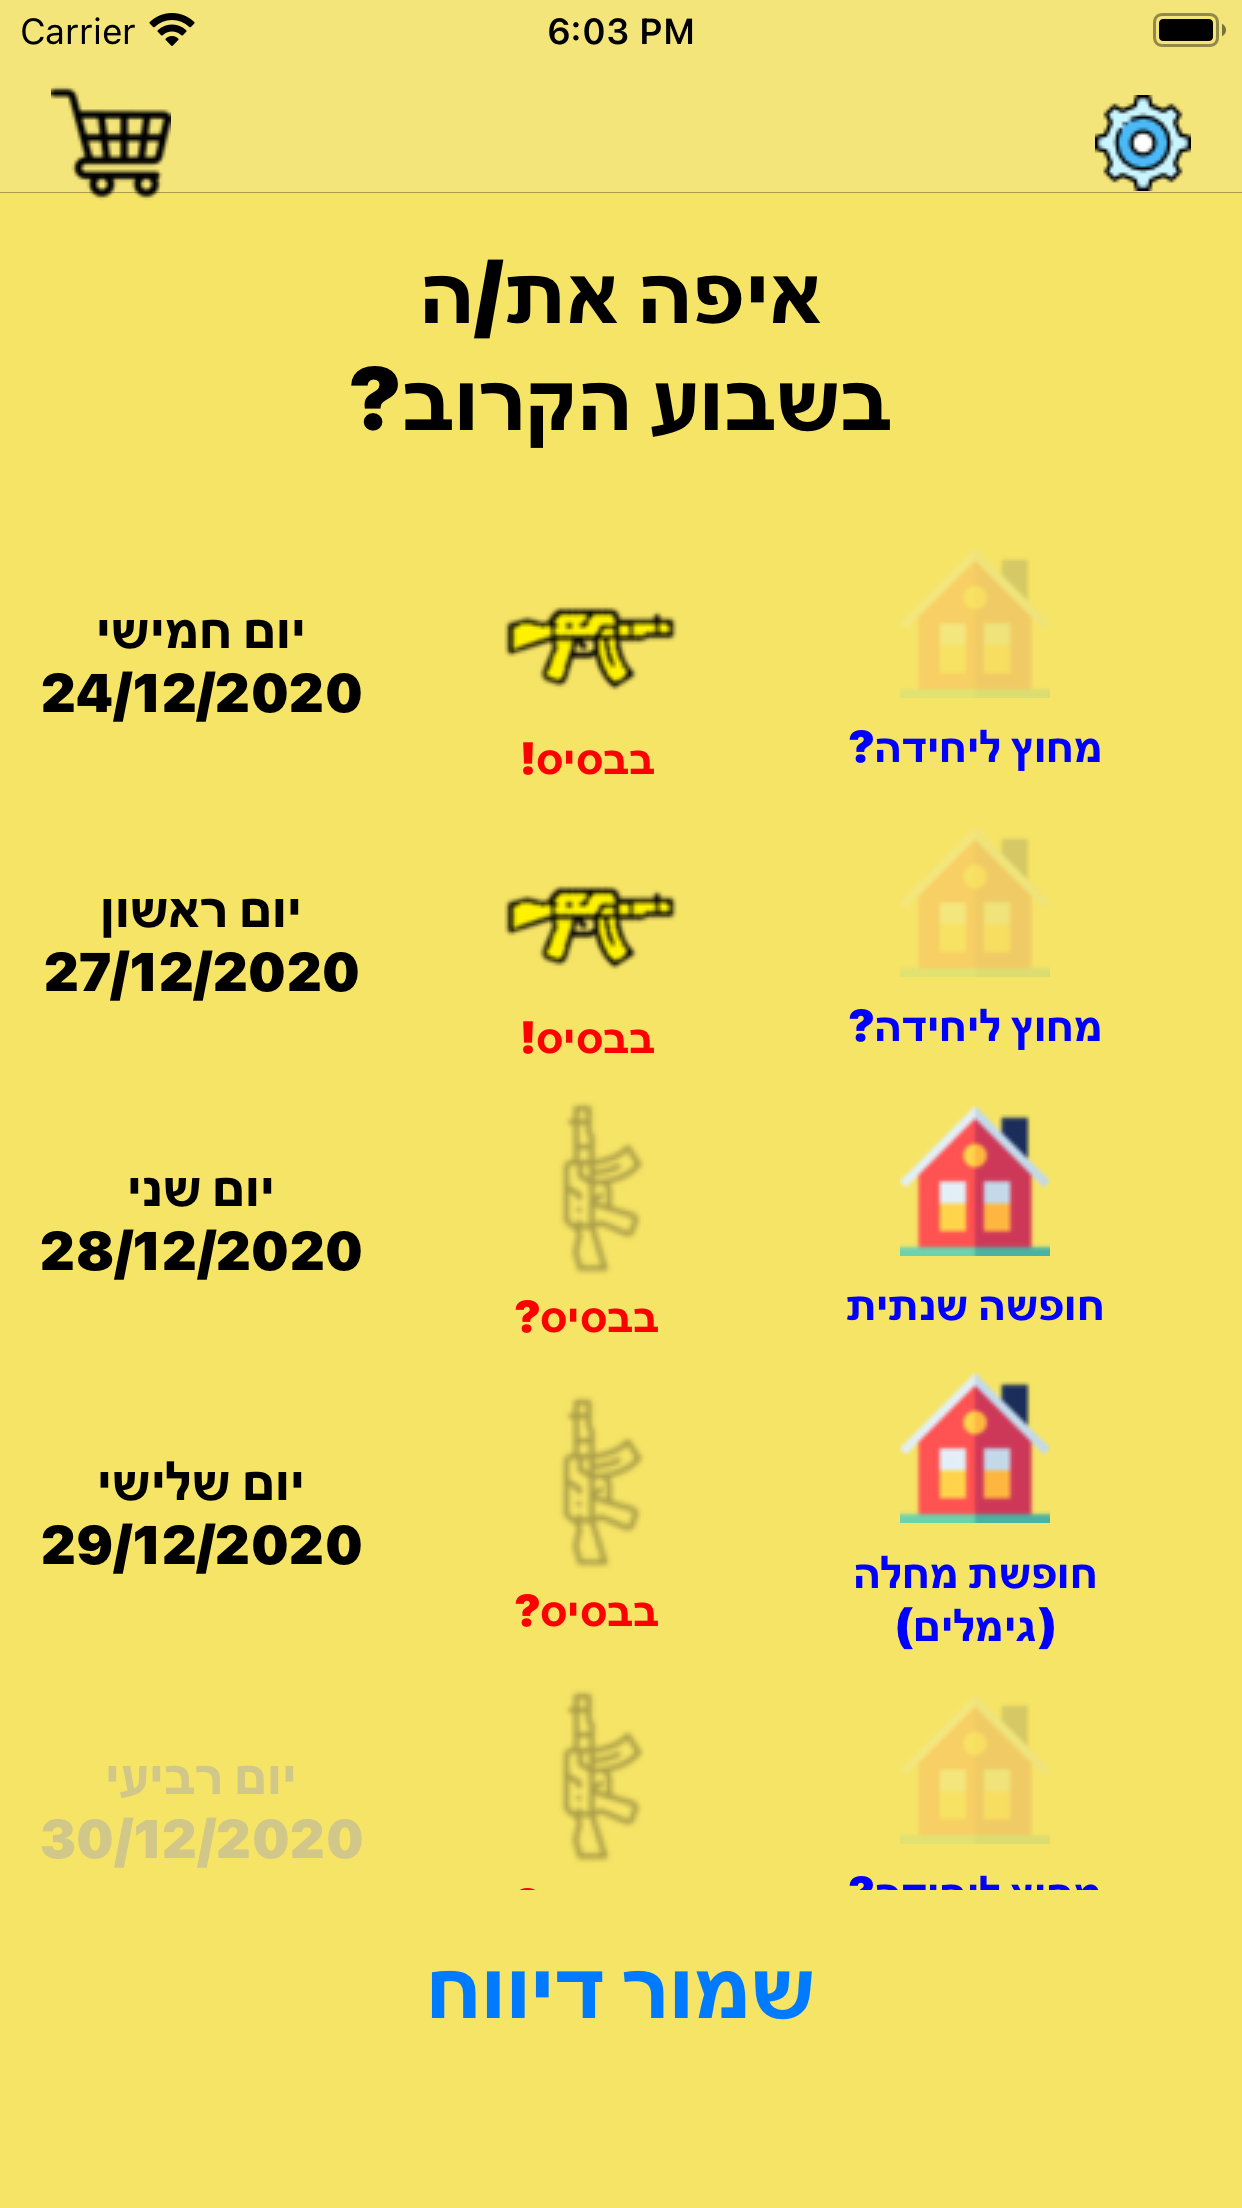 Carrier
6:03 PM
איפה את/ה
בשבוע הקרוב?
יום חמישי
24/12/2020
בבסיס!
מחוץ ליחידה?
יום ראשון
27/12/2020
בבסיס!
מחוץ ליחידה?
יום שני
28/12/2020
בבסיס?
חופשה שנתית
יום שלישי
29/12/2020
בבסיס?
חופשת מחלה
(גימלים)
יום רביעי
30/12/2020
מחוץ ליחידה?
שמור דיווח